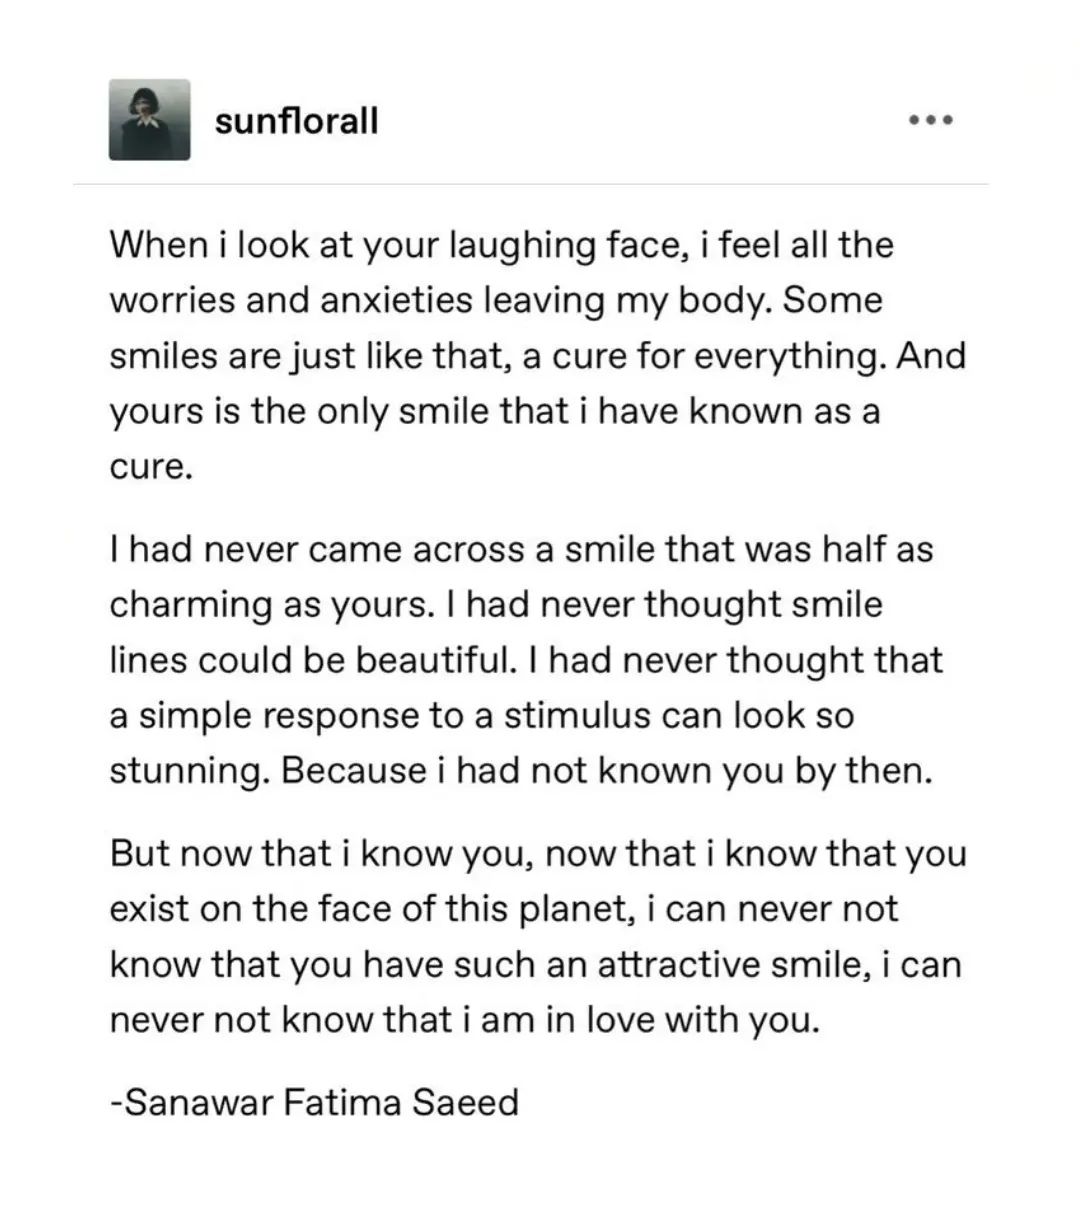 sunflorall
When i look at your laughing face, i feel all the
worries and anxieties leaving my body. Some
smiles are just like that, a cure for everything. And
yours is the only smile that i have known as a
cure.
I had never came across a smile that was half as
charming as yours. I had never thought smile
lines could be beautiful. I had never thought that
a simple response to a stimulus can look so
stunning. Because i had not known you by then.
But now that i know you, now that i know that you
exist on the face of this planet, i can never not
know that you have such an attractive smile, i can
never not know that i am in love with you.
-Sanawar Fatima Saeed